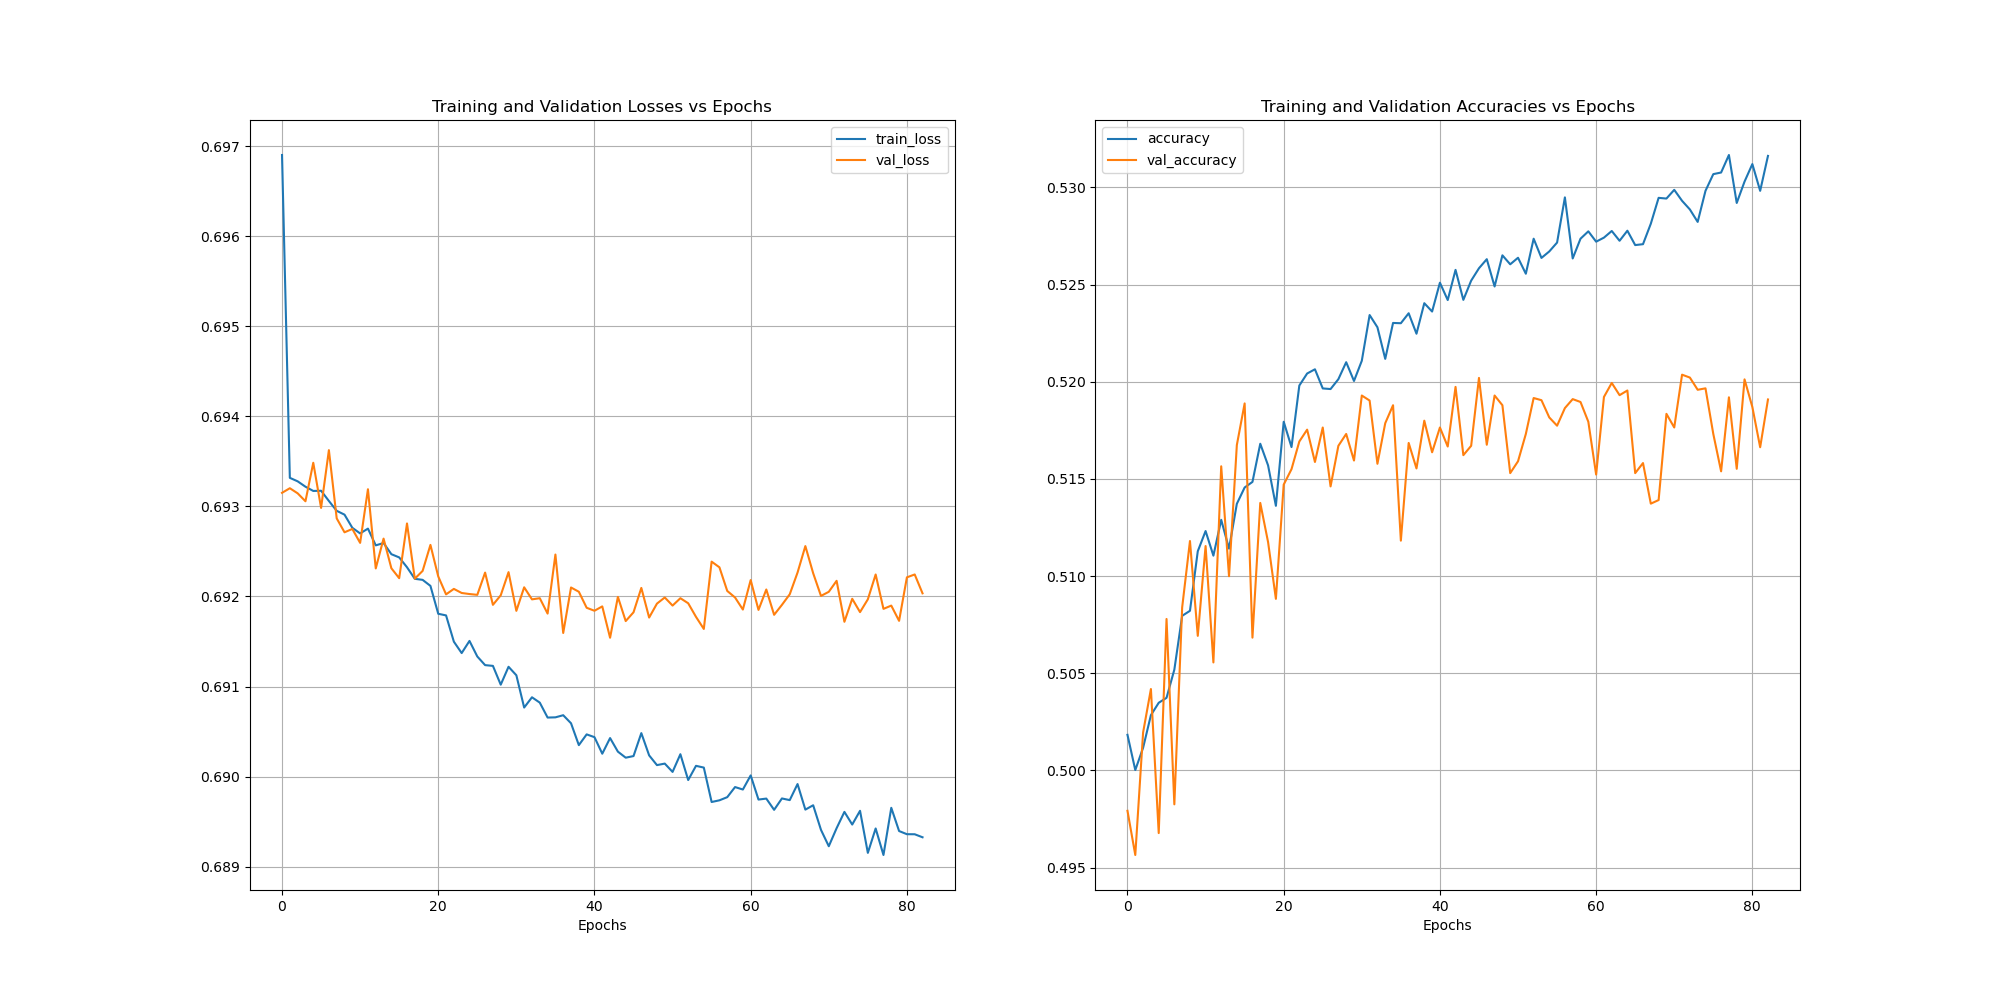 Training and Validation Losses vs Epochs
train_loss
val_loss
0.697
0.696
0.695
0.694
0.693
0.692
0.691
0.690
0.689
0 20 40 60 80
Epochs
Training and Validation Accuracies vs Epochs
accuracy
val_accuracy
0.530
0.525
0.520
0.515
0.510
0.505
0.500
0.495
0 20 40 60 80
Epochs